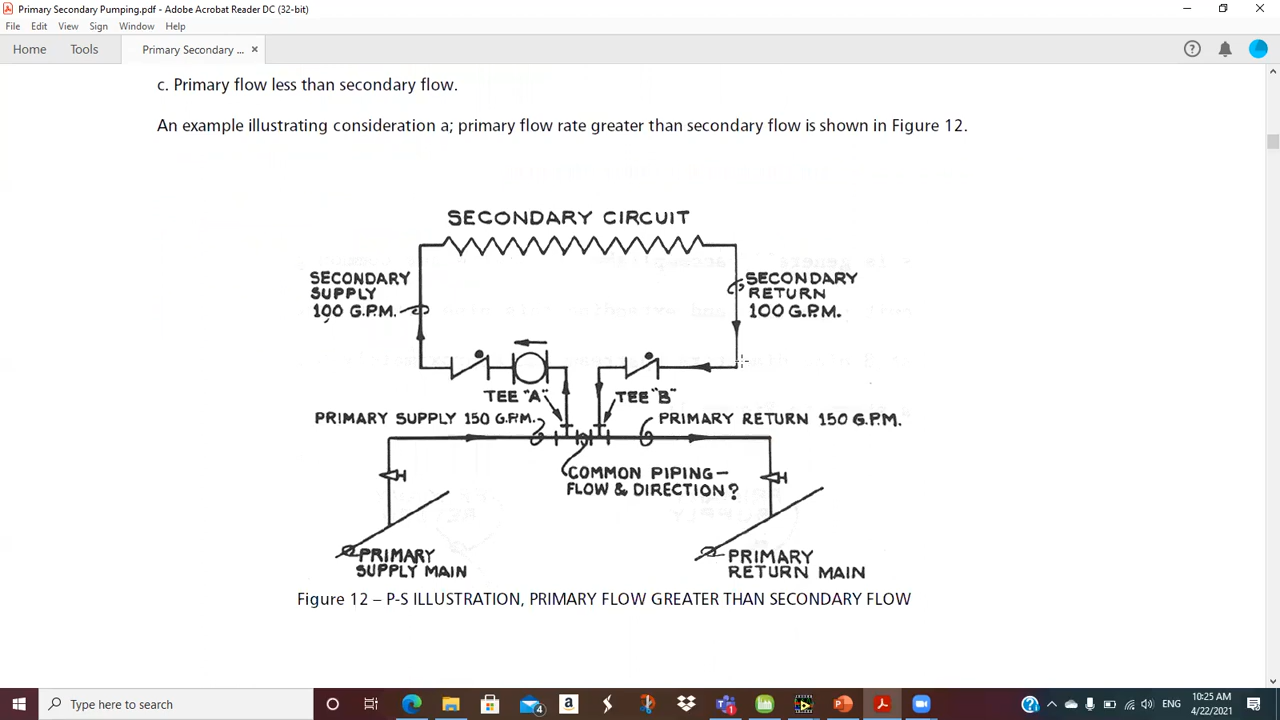 Primary Secondary Pumping.pdf - Adobe Acrobat Reader DC (32-bit)
File Edit View Sign Window Help
Home Tools Primary Secondary ... ×
c. Primary flow less than secondary flow.
An example illustrating consideration a; primary flow rate greater than secondary flow is shown in Figure 12.
SECONDARY CIRCUIT
SECONDARY
SUPPLY
100 G.P.M.
SECONDARY
RETURN
100 G.P.M.
TEE "A"
TEE "B"
PRIMARY SUPPLY 150 G.P.M.
PRIMARY RETURN 150 G.P.M.
COMMON PIPING—
FLOW & DIRECTION?
PRIMARY
SUPPLY MAIN
PRIMARY
RETURN MAIN
Figure 12 – P-S ILLUSTRATION, PRIMARY FLOW GREATER THAN SECONDARY FLOW
Type here to search
4
1
10:25 AM
4/22/2021